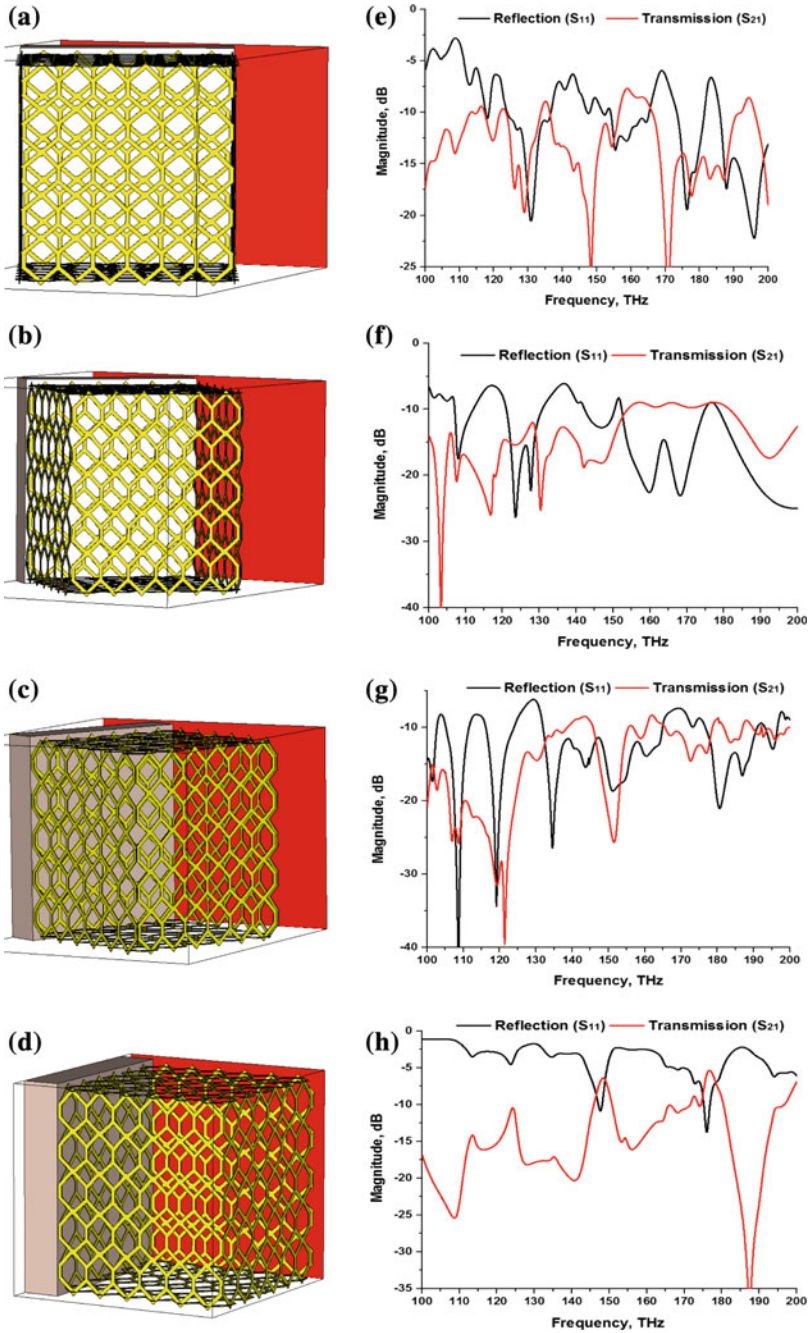 (a)
(e)
Reflection (S11) Transmission (S21)
0
-5
-10
-15
-20
-25
Magnitude, dB
100 110 120 130 140 150 160 170 180 190 200
Frequency, THz
(b)
(f)
Reflection (S11) Transmission (S21)
0
-10
-20
-30
-40
Magnitude, dB
100 110 120 130 140 150 160 170 180 190 200
Frequency, THz
(c)
(g)
Reflection (S11) Transmission (S21)
-10
-20
-30
-40
Magnitude, dB
100 110 120 130 140 150 160 170 180 190 200
Frequency, THz
(d)
(h)
Reflection (S11) Transmission (S21)
0
-5
-10
-15
-20
-25
-30
-35
Magnitude, dB
100 110 120 130 140 150 160 170 180 190 200
Frequency, THz